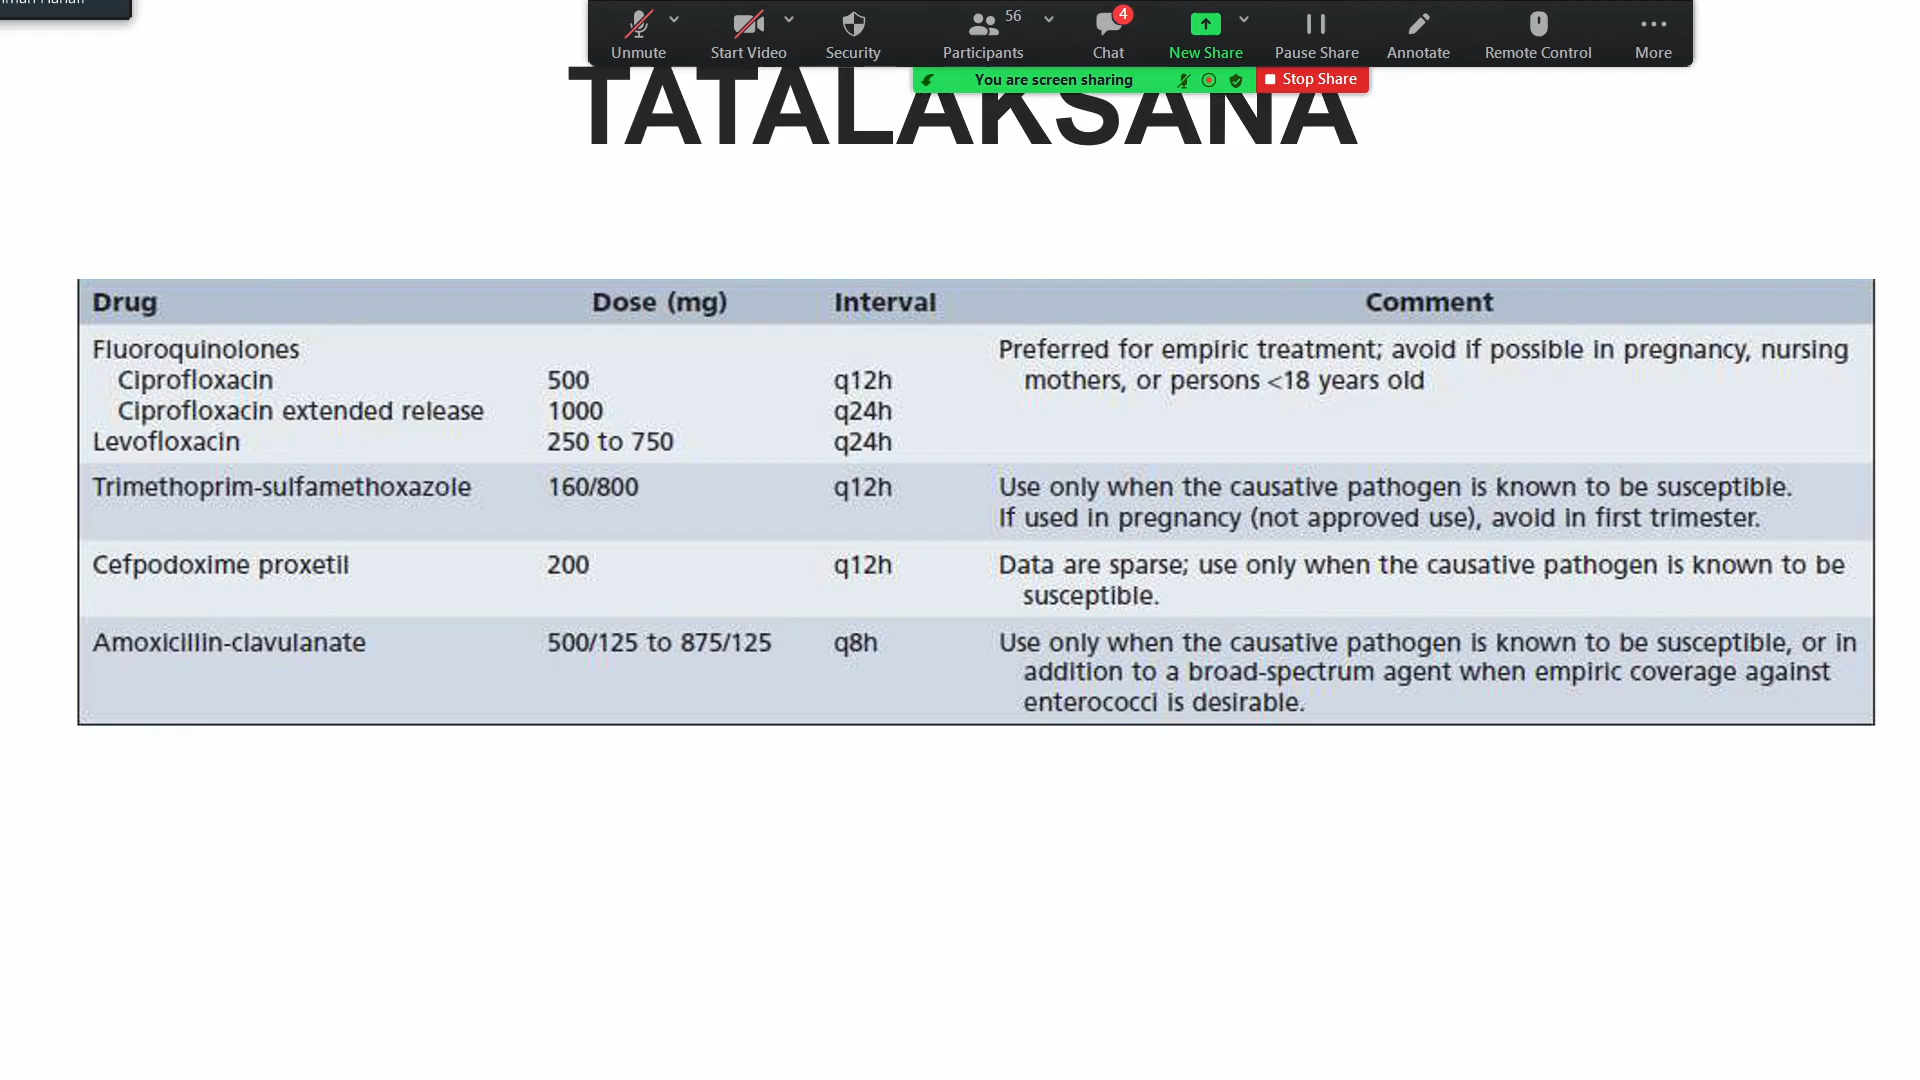 56
4
Unmute Start Video Security Participants Chat New Share Pause Share Annotate Remote Control More
You are screen sharing Stop Share
TATALAKSANA
Drug Dose (mg) Interval Comment
Fluoroquinolones Preferred for empiric treatment; avoid if possible in pregnancy, nursing
Ciprofloxacin 500 q12h mothers, or persons <18 years old
Ciprofloxacin extended release 1000 q24h
Levofloxacin 250 to 750 q24h
Trimethoprim-sulfamethoxazole 160/800 q12h Use only when the causative pathogen is known to be susceptible.
If used in pregnancy (not approved use), avoid in first trimester.
Cefpodoxime proxetil 200 q12h Data are sparse; use only when the causative pathogen is known to be
susceptible.
Amoxicillin-clavulanate 500/125 to 875/125 q8h Use only when the causative pathogen is known to be susceptible, or in
addition to a broad-spectrum agent when empiric coverage against
enterococci is desirable.